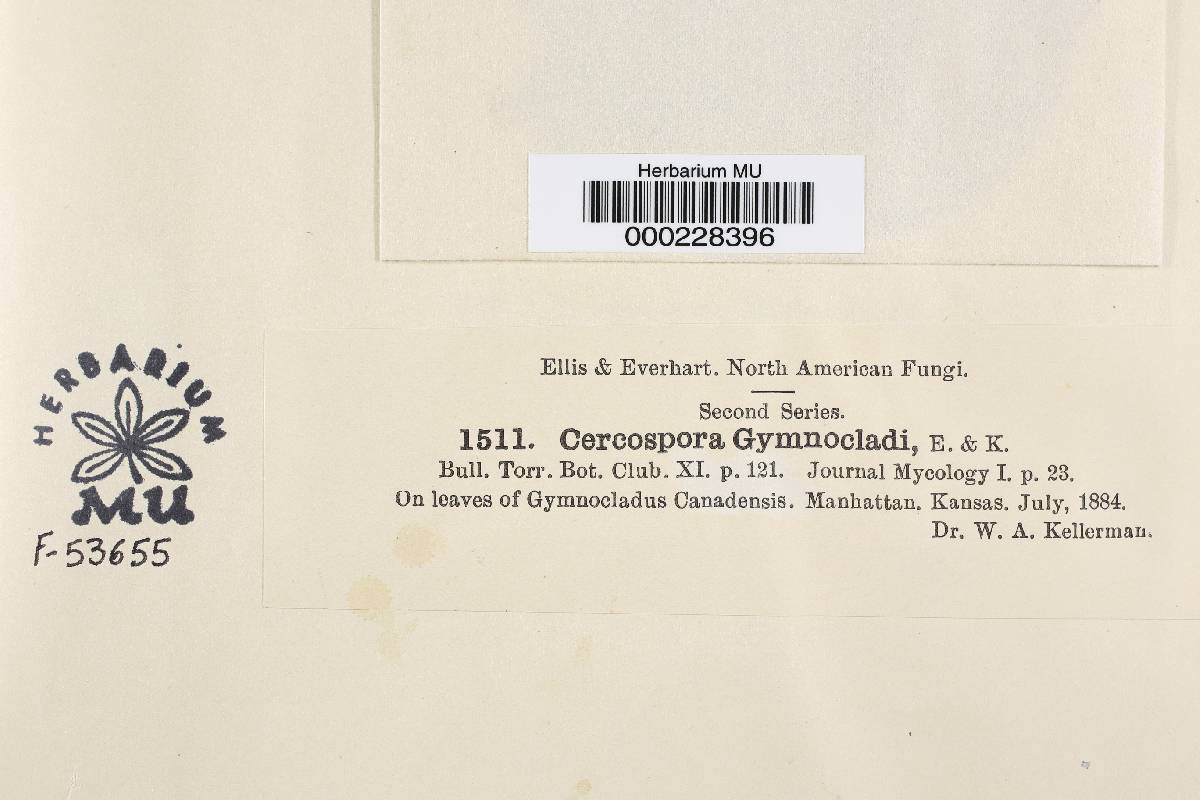 Herbarium MU
000228396
HERBARIUM
MU
F-53655
Ellis & Everhart. North American Fungi.
Second Series.
1511. Cercospora Gymnocladi, E. & K.
Bull. Torr. Bot. Club. XI. p. 121. Journal Mycology I. p. 23.
On leaves of Gymnocladus Canadensis. Manhattan. Kansas. July, 1884.
Dr. W. A. Kellerman.